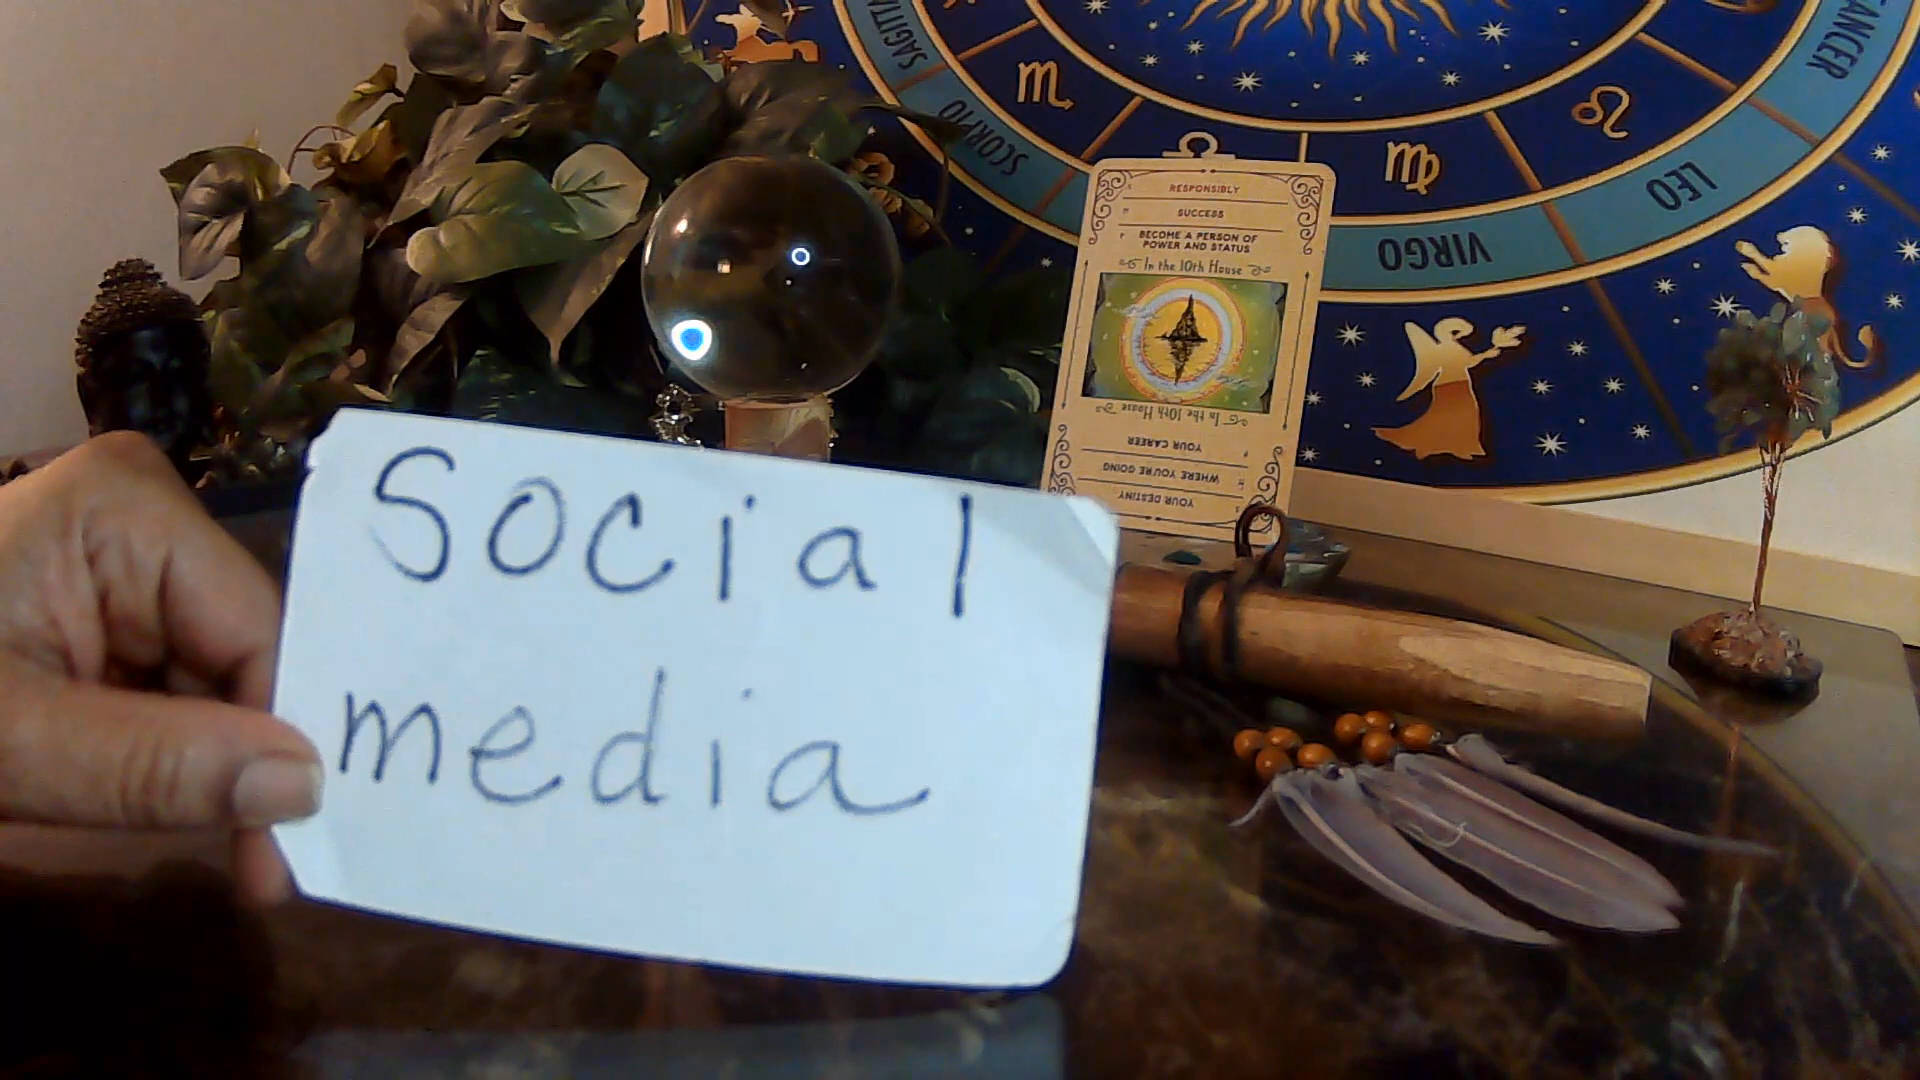 Social
media
SAGITTA
SCORPIO
VIRGO
LEO
CANCER
RESPONSIBLY
SUCCESS
BECOME A PERSON OF
POWER AND STATUS
In the 10th House
In the 10th House
YOUR CAREER
WHERE YOU'RE GOING
YOUR DESTINY